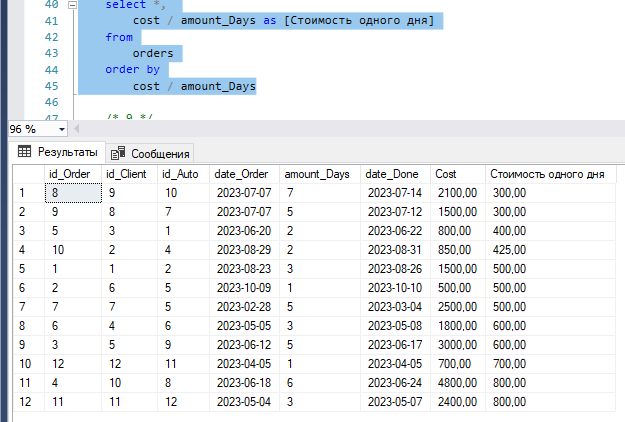 40 select *,
41 cost / amount_Days as [Стоимость одного дня]
42 from
43 orders
44 order by
45 cost / amount_Days
46
47 /* 9 */
96 %
Результаты Сообщения
id_Order id_Client id_Auto date_Order amount_Days date_Done Cost Стоимость одного дня
1 8 9 10 2023-07-07 7 2023-07-14 2100,00 300,00
2 9 8 7 2023-07-07 5 2023-07-12 1500,00 300,00
3 5 3 1 2023-06-20 2 2023-06-22 800,00 400,00
4 10 2 4 2023-08-29 2 2023-08-31 850,00 425,00
5 1 1 2 2023-08-23 3 2023-08-26 1500,00 500,00
6 2 6 5 2023-10-09 1 2023-10-10 500,00 500,00
7 7 7 5 2023-02-28 5 2023-03-04 2500,00 500,00
8 6 4 6 2023-05-05 3 2023-05-08 1800,00 600,00
9 3 5 9 2023-06-12 5 2023-06-17 3000,00 600,00
10 12 12 11 2023-04-05 1 2023-04-05 700,00 700,00
11 4 10 8 2023-06-18 6 2023-06-24 4800,00 800,00
12 11 11 12 2023-05-04 3 2023-05-07 2400,00 800,00